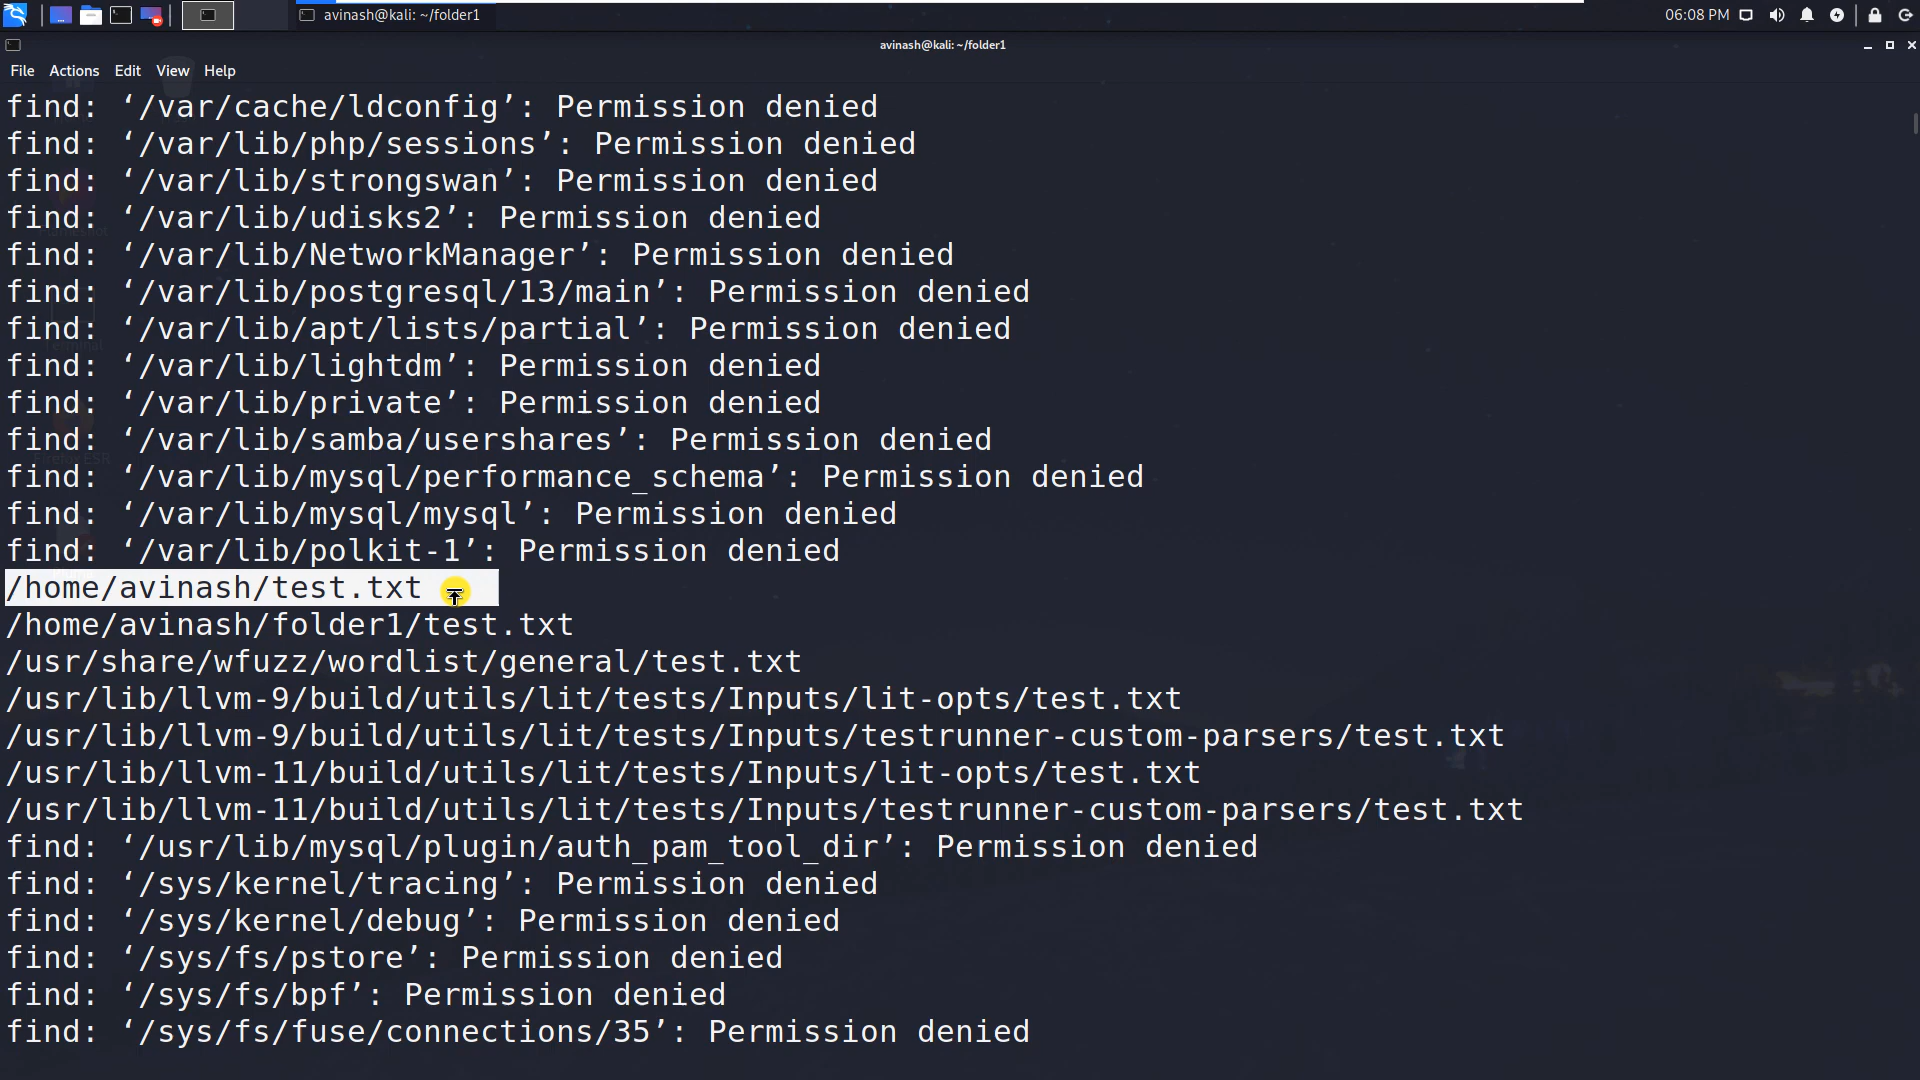 avinash@kali: ~/folder1
06:08 PM
avinash@kali: ~/folder1
File Actions Edit View Help
find: ‘/var/cache/ldconfig’: Permission denied
find: ‘/var/lib/php/sessions’: Permission denied
find: ‘/var/lib/strongswan’: Permission denied
find: ‘/var/lib/udisks2’: Permission denied
find: ‘/var/lib/NetworkManager’: Permission denied
find: ‘/var/lib/postgresql/13/main’: Permission denied
find: ‘/var/lib/apt/lists/partial’: Permission denied
find: ‘/var/lib/lightdm’: Permission denied
find: ‘/var/lib/private’: Permission denied
find: ‘/var/lib/samba/usershares’: Permission denied
find: ‘/var/lib/mysql/performance_schema’: Permission denied
find: ‘/var/lib/mysql/mysql’: Permission denied
find: ‘/var/lib/polkit-1’: Permission denied
/home/avinash/test.txt
/home/avinash/folder1/test.txt
/usr/share/wfuzz/wordlist/general/test.txt
/usr/lib/llvm-9/build/utils/lit/tests/Inputs/lit-opts/test.txt
/usr/lib/llvm-9/build/utils/lit/tests/Inputs/testrunner-custom-parsers/test.txt
/usr/lib/llvm-11/build/utils/lit/tests/Inputs/lit-opts/test.txt
/usr/lib/llvm-11/build/utils/lit/tests/Inputs/testrunner-custom-parsers/test.txt
find: ‘/usr/lib/mysql/plugin/auth_pam_tool_dir’: Permission denied
find: ‘/sys/kernel/tracing’: Permission denied
find: ‘/sys/kernel/debug’: Permission denied
find: ‘/sys/fs/pstore’: Permission denied
find: ‘/sys/fs/bpf’: Permission denied
find: ‘/sys/fs/fuse/connections/35’: Permission denied